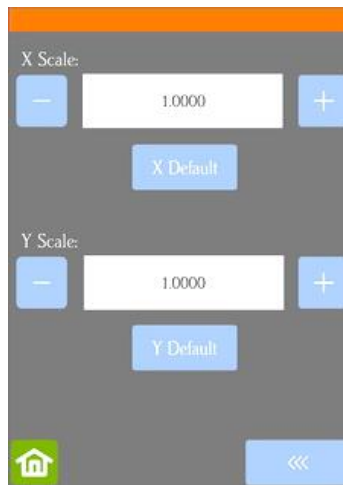 X Scale:
− 1.0000 +
X Default
Y Scale:
− 1.0000 +
Y Default
<<<